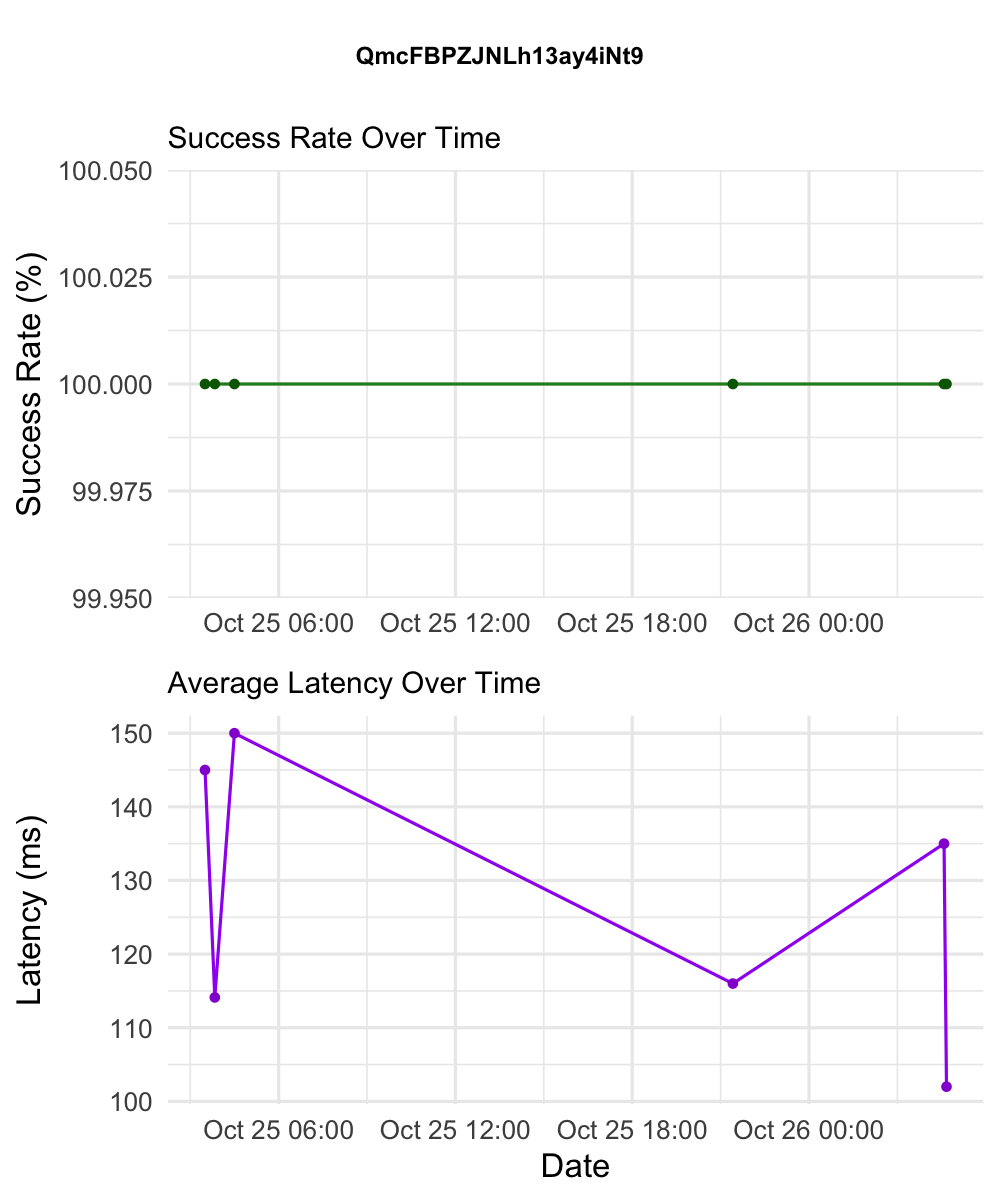 QmcFBPZJNLh13ay4iNt9
Success Rate Over Time
Success Rate (%)
100.050
100.025
100.000
99.975
99.950
Oct 25 06:00 Oct 25 12:00 Oct 25 18:00 Oct 26 00:00
Average Latency Over Time
Latency (ms)
150
140
130
120
110
100
Oct 25 06:00 Oct 25 12:00 Oct 25 18:00 Oct 26 00:00
Date